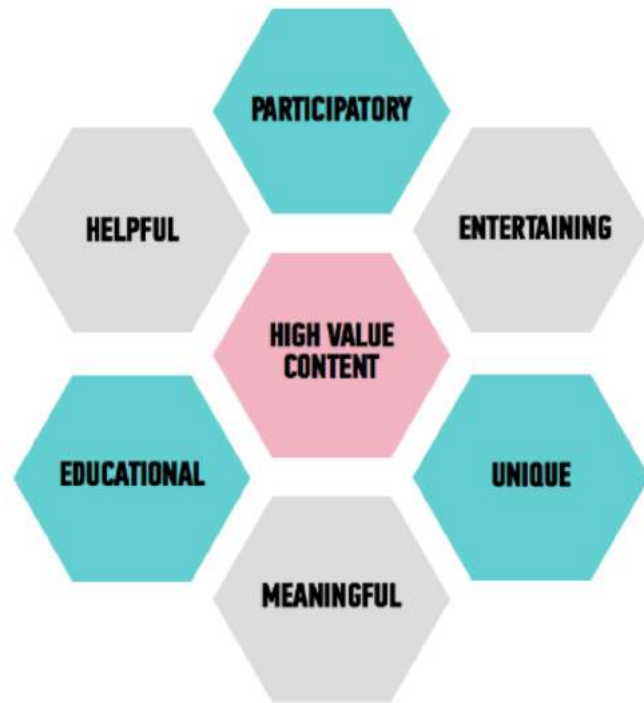 PARTICIPATORY
HELPFUL
ENTERTAINING
HIGH VALUE
CONTENT
EDUCATIONAL
UNIQUE
MEANINGFUL